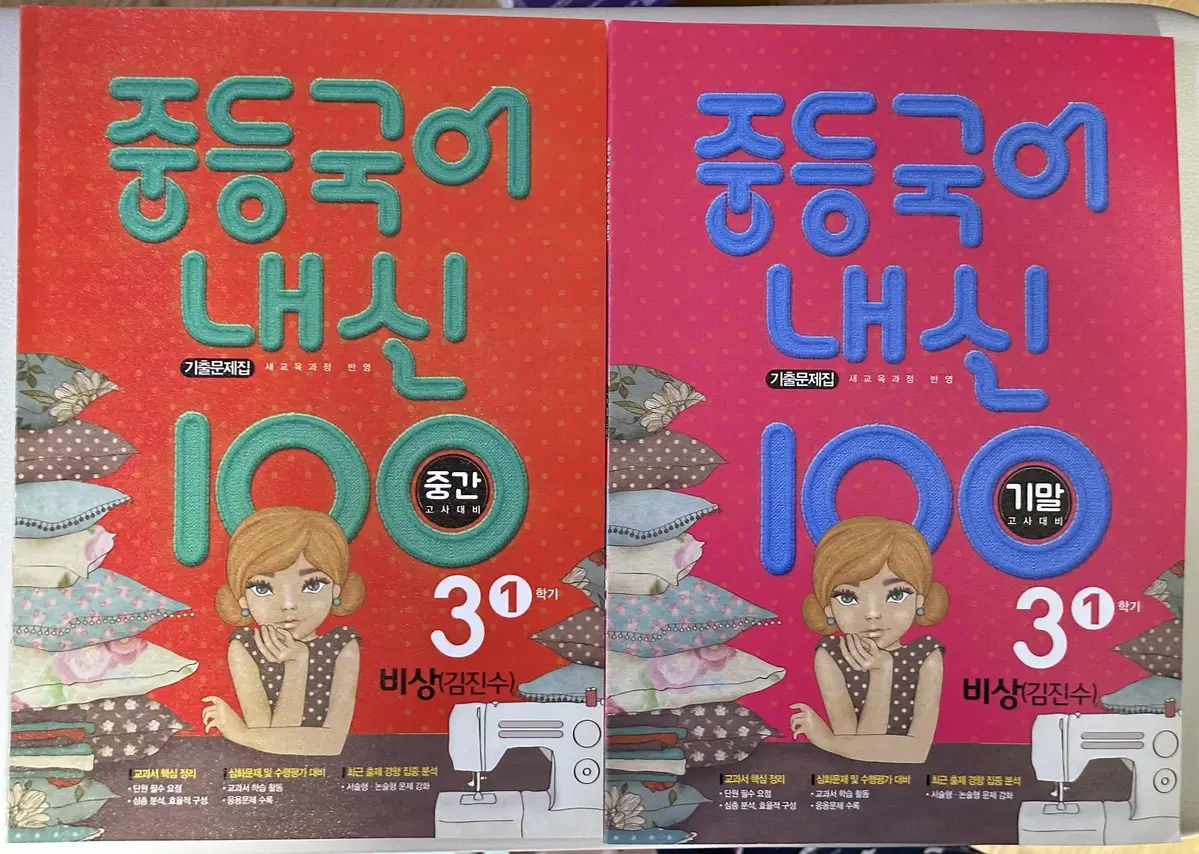 중등국어
내신
기출문제집 새교육과정 반영
100
중간
고사대비
3 1 학기
비상(김진수)
교과서 핵심 정리
• 단원 필수 요점
• 심층 분석, 효율적 구성
심화문제 및 수행평가 대비
• 교과서 학습 활동
• 응용문제 수록
최근 출제 경향 집중 분석
• 서술형 · 논술형 문제 강화
중등국어
내신
기출문제집 새교육과정 반영
100
기말
고사대비
3 1 학기
비상(김진수)
교과서 핵심 정리
• 단원 필수 요점
• 심층 분석, 효율적 구성
심화문제 및 수행평가 대비
• 교과서 학습 활동
• 응용문제 수록
최근 출제 경향 집중 분석
• 서술형 · 논술형 문제 강화